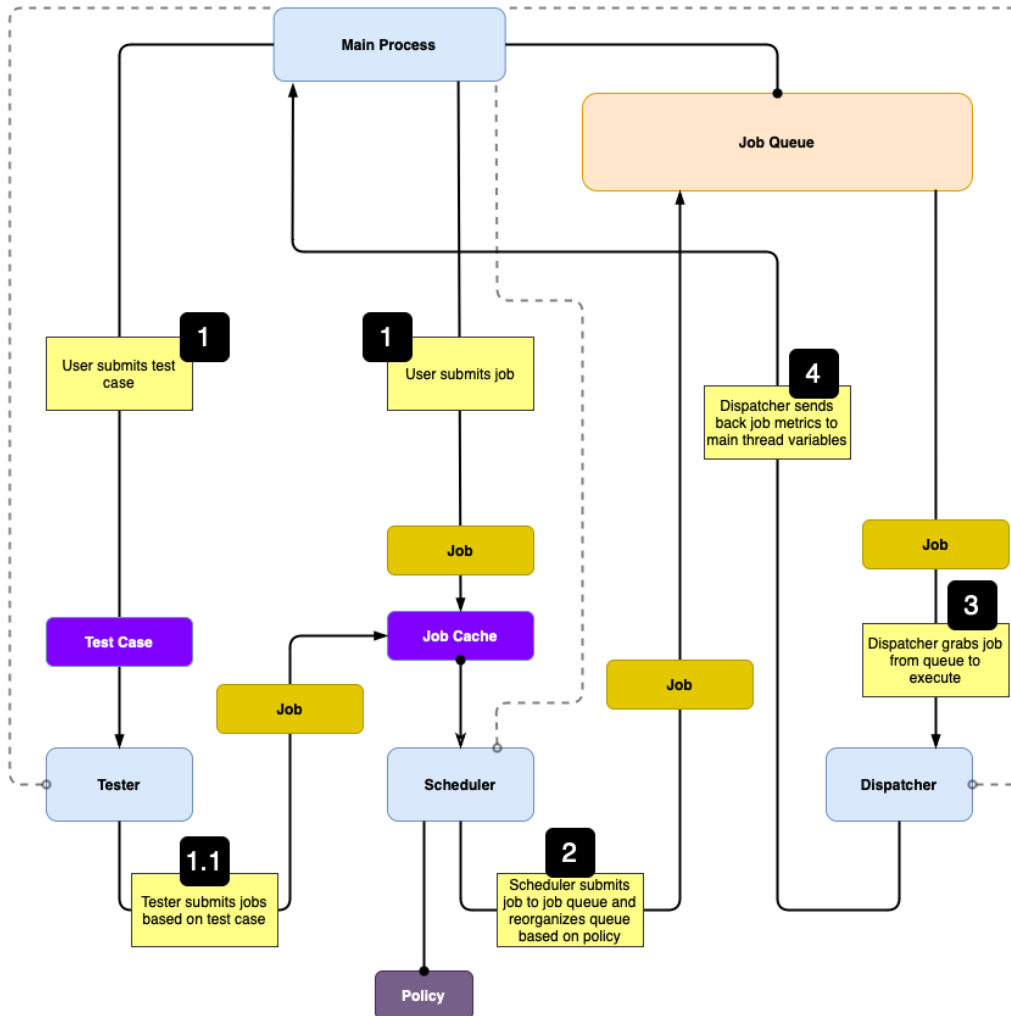 Main Process
Job Queue
1
User submits test
case
1
User submits job
4
Dispatcher sends
back job metrics to
main thread variables
Job
Job
3
Dispatcher grabs job
from queue to
execute
Test Case
Job Cache
Job
Job
Tester
Scheduler
Dispatcher
1.1
Tester submits jobs
based on test case
2
Scheduler submits
job to job queue and
reorganizes queue
based on policy
Policy